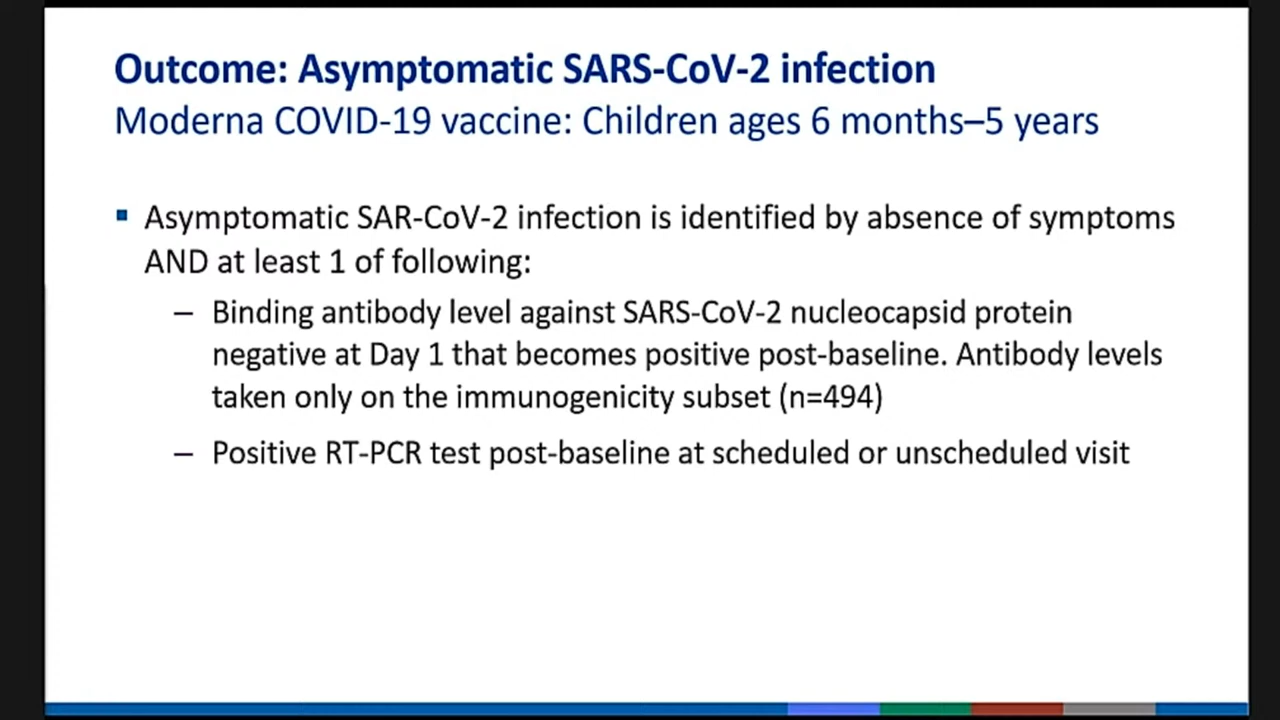 Outcome: Asymptomatic SARS-CoV-2 infection
Moderna COVID-19 vaccine: Children ages 6 months–5 years
▪ Asymptomatic SAR-CoV-2 infection is identified by absence of symptoms
AND at least 1 of following:
– Binding antibody level against SARS-CoV-2 nucleocapsid protein
negative at Day 1 that becomes positive post-baseline. Antibody levels
taken only on the immunogenicity subset (n=494)
– Positive RT-PCR test post-baseline at scheduled or unscheduled visit